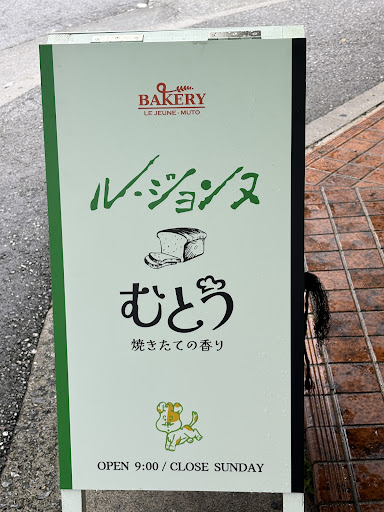 BAKERY
LE JEUNE-MUTO
ル・ジョンヌ
むとう
焼きたての香り
OPEN 9:00 / CLOSE SUNDAY